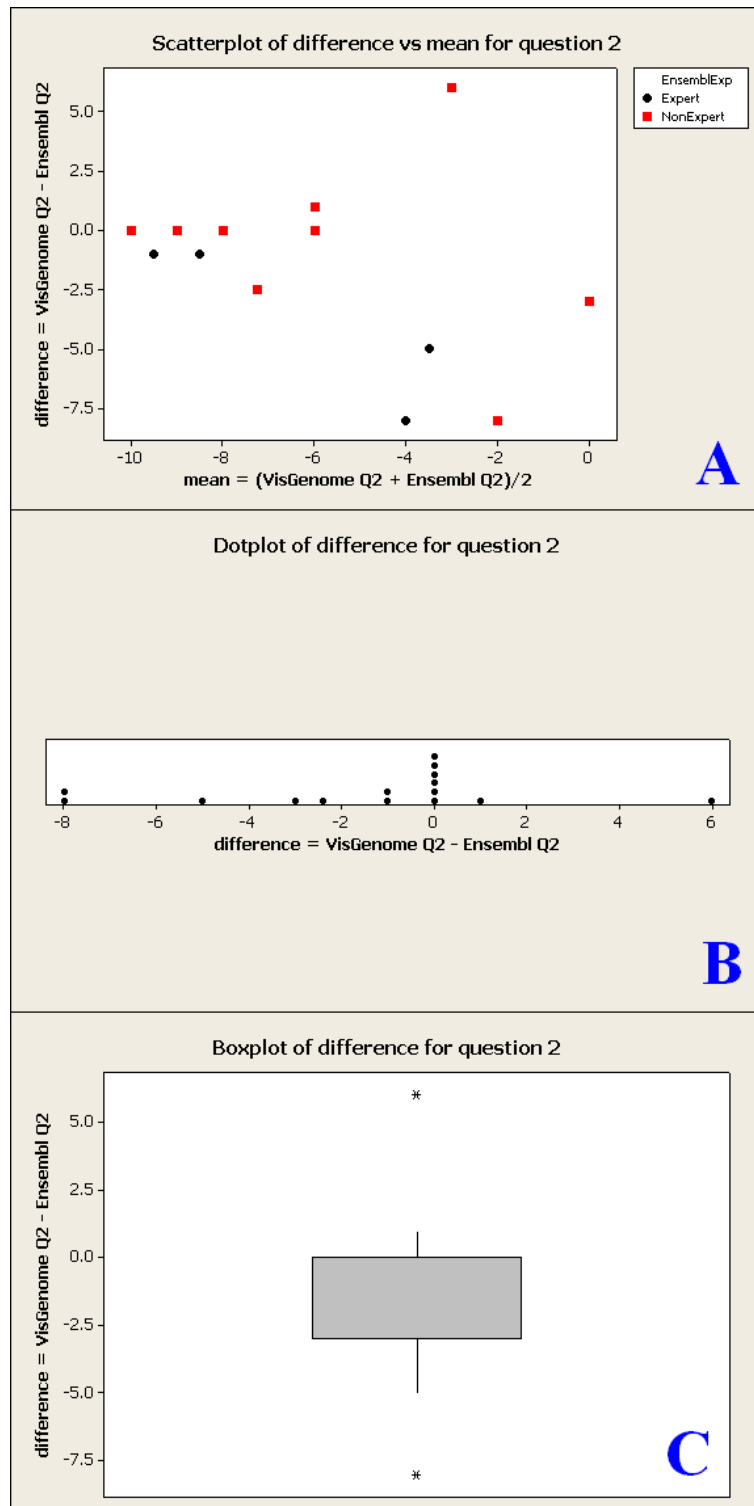 Scatterplot of difference vs mean for question 2
EnsemblExp
Expert
NonExpert
difference = VisGenome Q2 - Ensembl Q2
5.0
2.5
0.0
-2.5
-5.0
-7.5
-10 -8 -6 -4 -2 0
mean = (VisGenome Q2 + Ensembl Q2)/2
A
Dotplot of difference for question 2
-8 -6 -4 -2 0 2 4 6
difference = VisGenome Q2 - Ensembl Q2
B
Boxplot of difference for question 2
difference = VisGenome Q2 - Ensembl Q2
5.0
2.5
0.0
-2.5
-5.0
-7.5
C